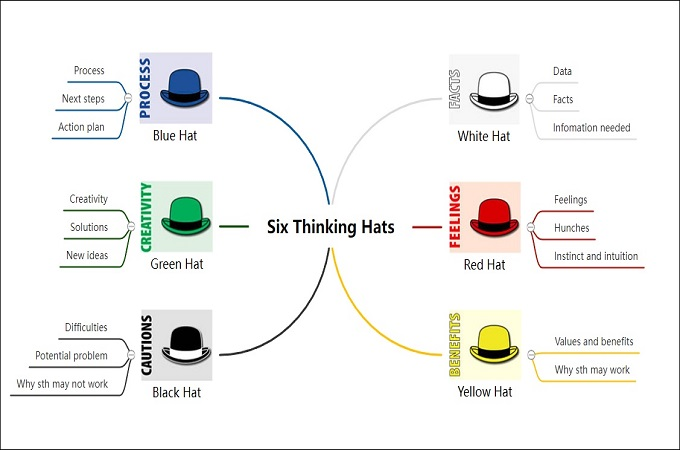 Six Thinking Hats
PROCESS
Blue Hat
Process
Next steps
Action plan
CREATIVITY
Green Hat
Creativity
Solutions
New ideas
CAUTIONS
Black Hat
Difficulties
Potential problem
Why sth may not work
FACTS
White Hat
Data
Facts
Infomation needed
FEELINGS
Red Hat
Feelings
Hunches
Instinct and intuition
BENEFITS
Yellow Hat
Values and benefits
Why sth may work